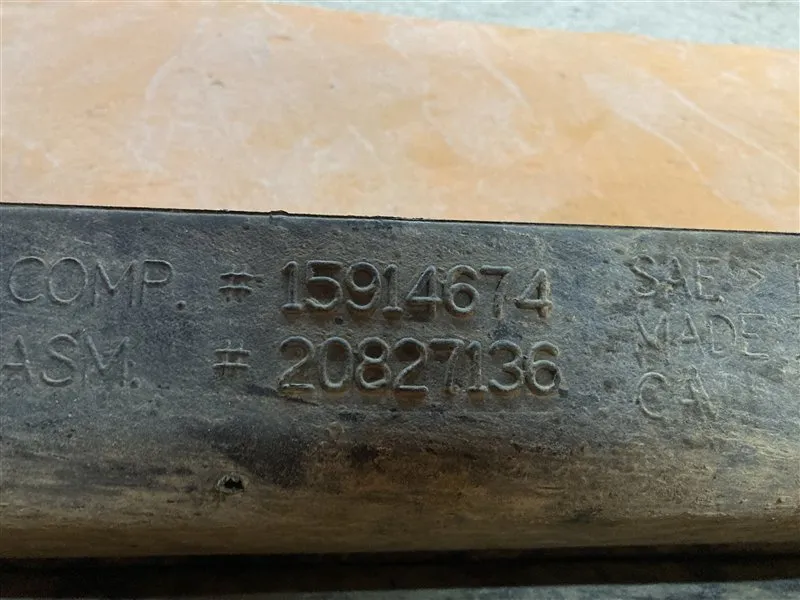 COMP. # 15914674 SAE >
ASM. # 20827136 MADE
CA